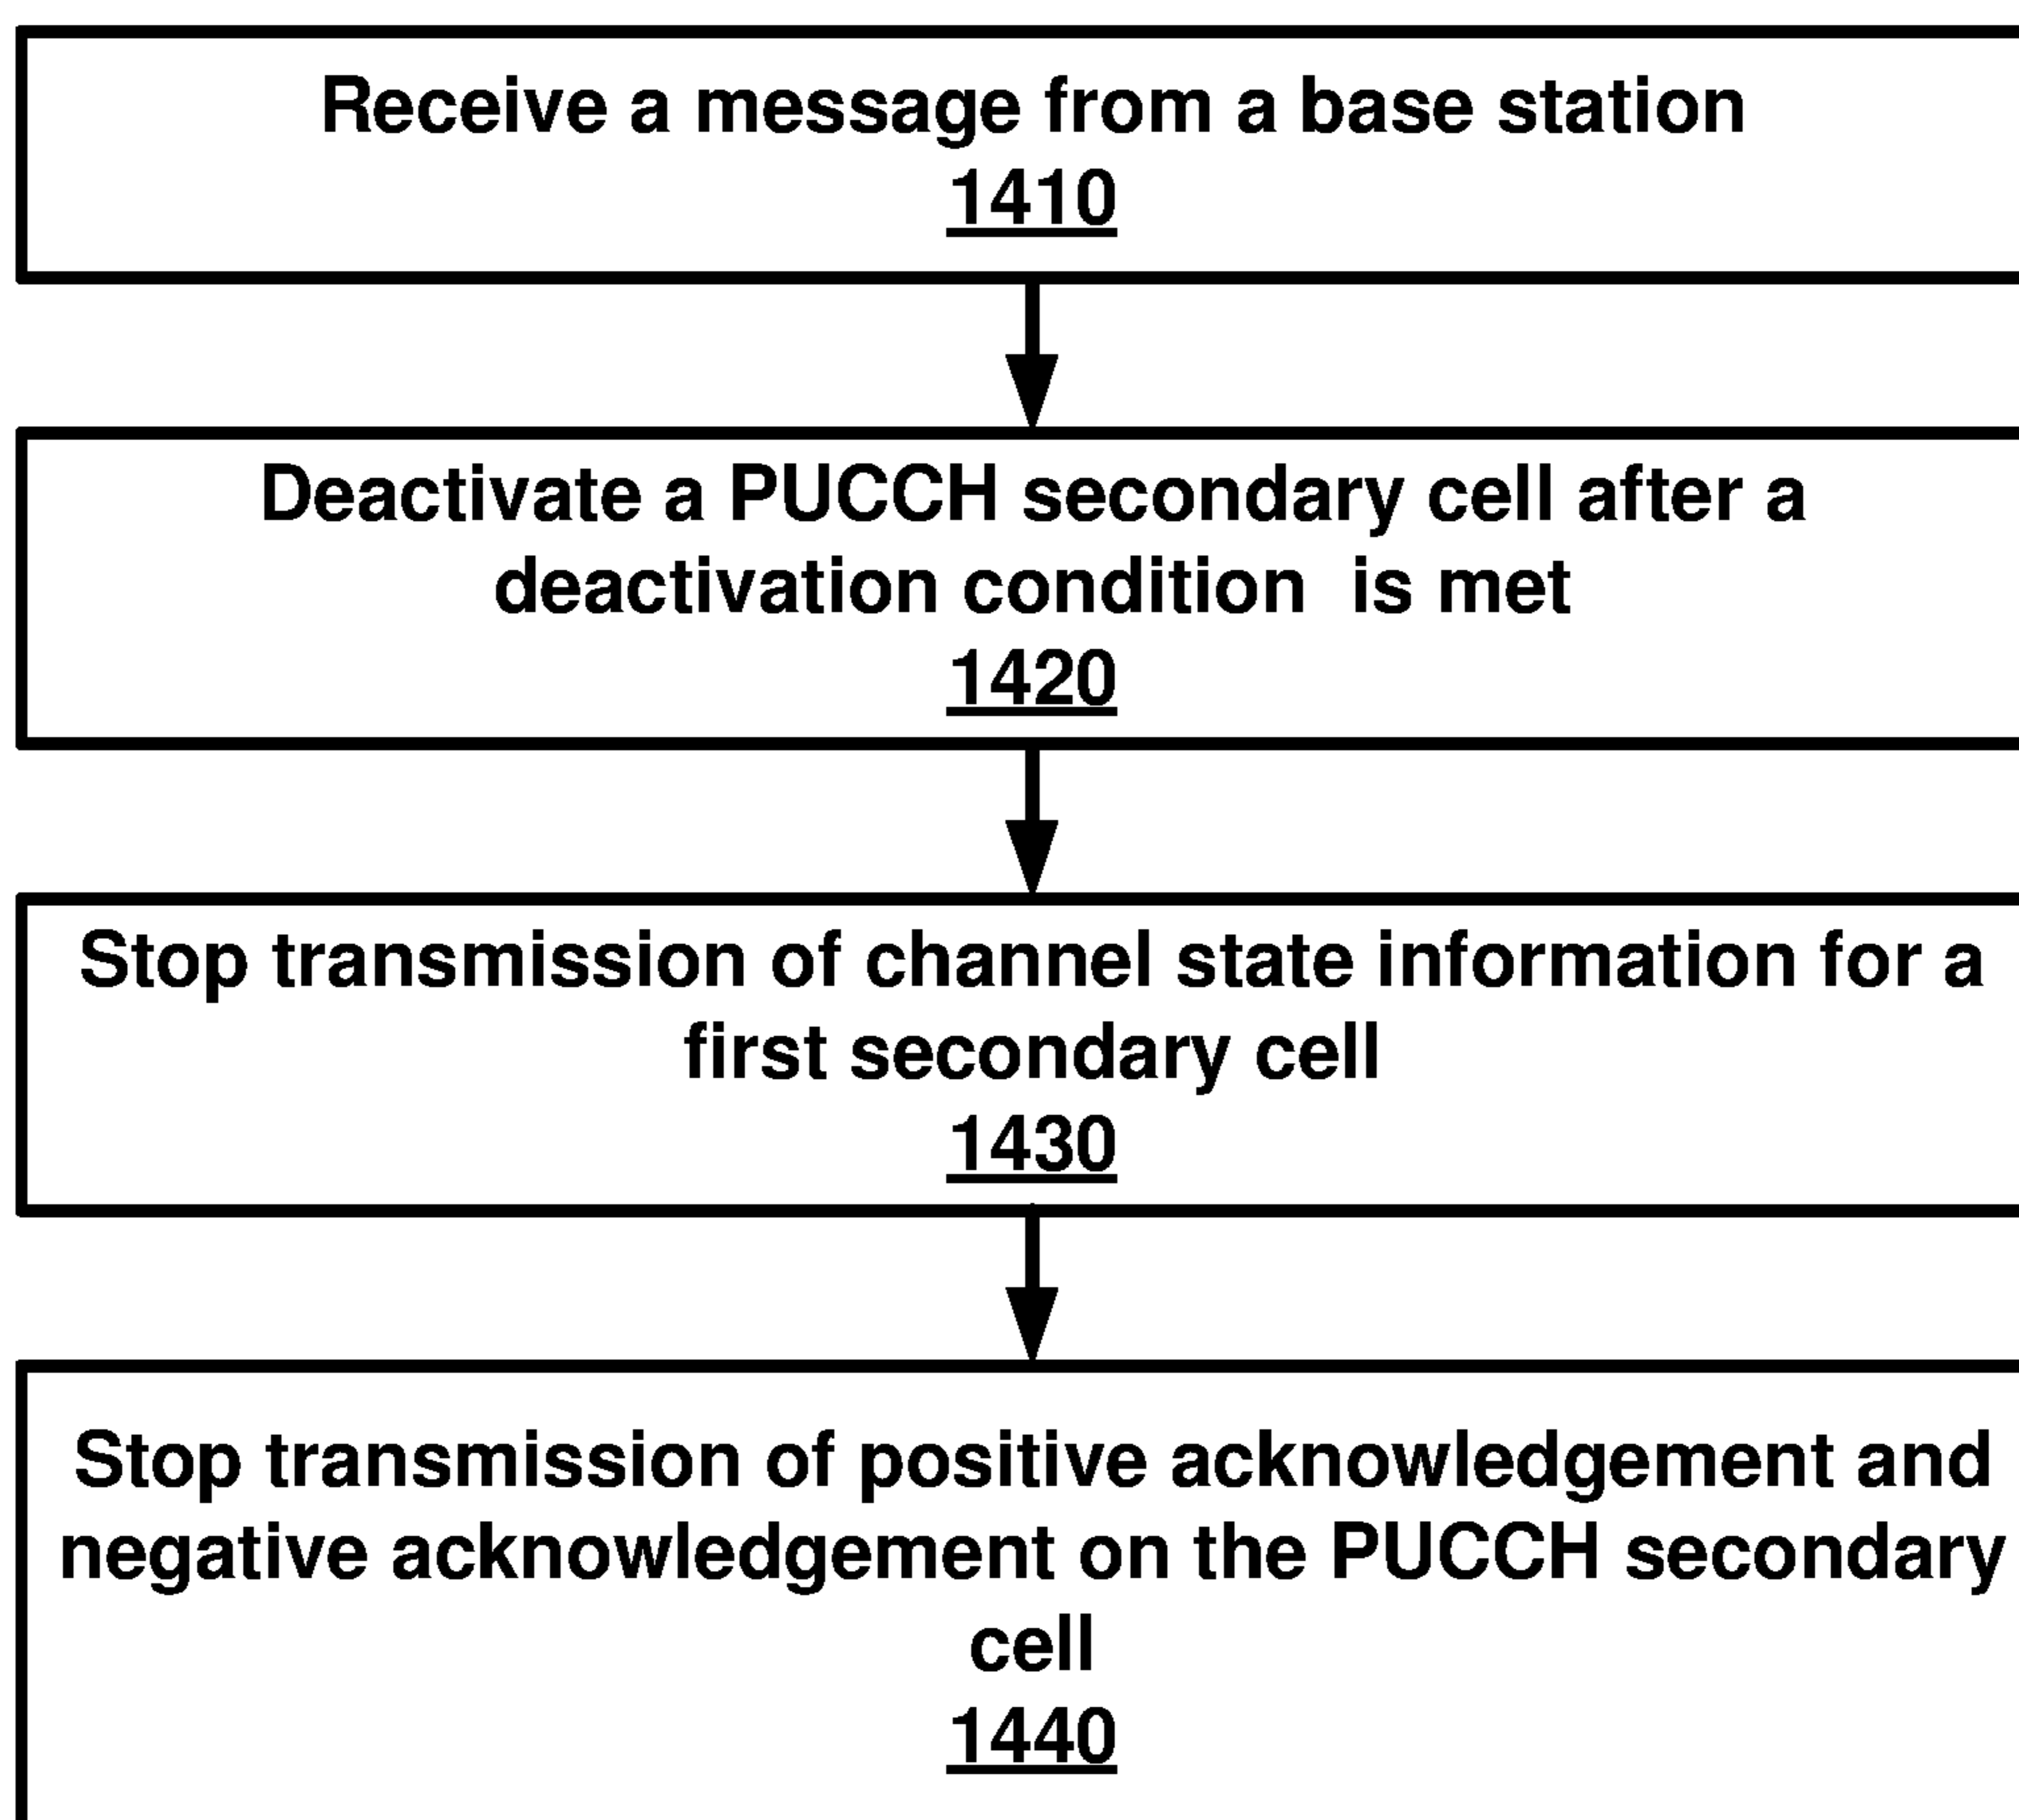 Receive a message from a base station
1410
Deactivate a PUCCH secondary cell after a
deactivation condition  is met
1420
Stop transmission of channel  state information for a
first secondary cell
1430
Stop transmission of positive acknowledgement and
negative acknowledgement on the PUCCH secondary
cell
1440